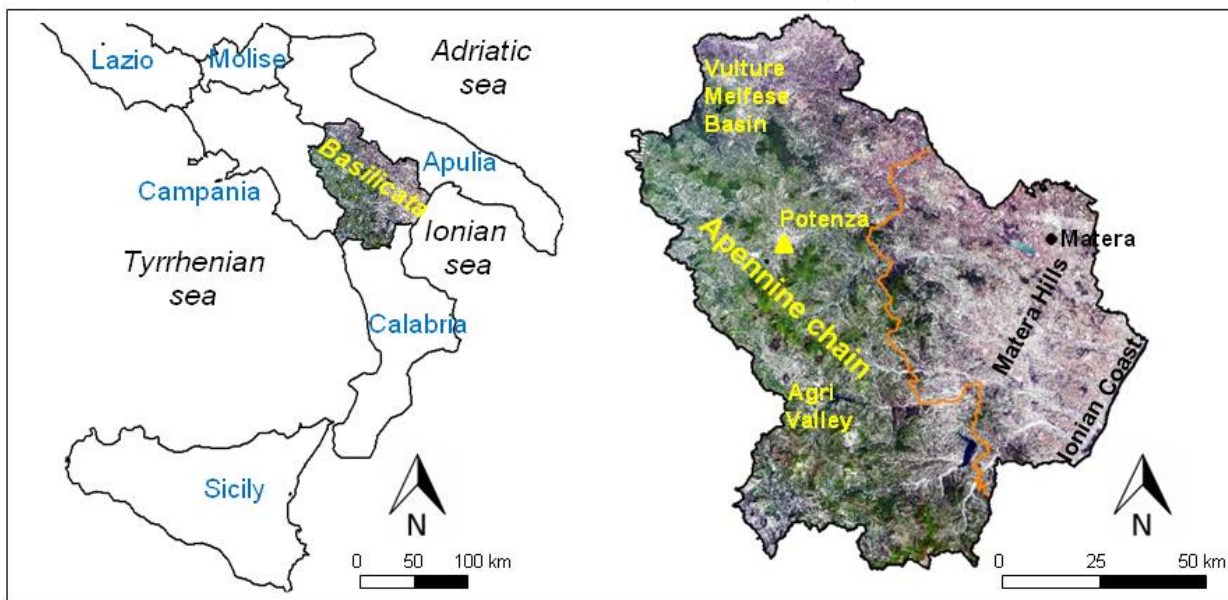 Lazio
Molise
Adriatic
sea
Basilicata
Apulia
Campania
Ionian
sea
Tyrrhenian
sea
Calabria
Sicily
N
0 50 100 km
Vulture
Melfese
Basin
Potenza
Matera
Apennine chain
Matera Hills
Agri
Valley
Ionian Coast
N
0 25 50 km